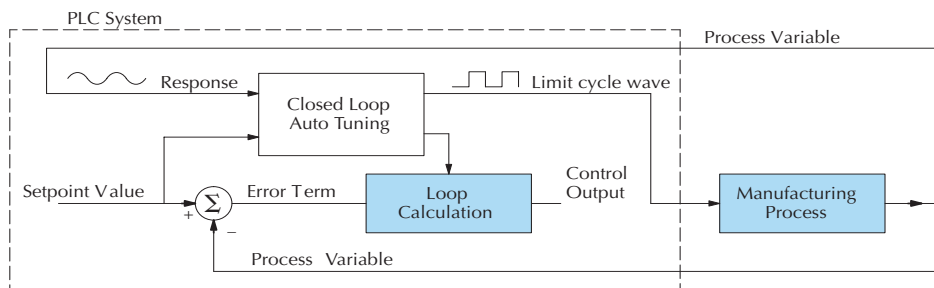 PLC System
Process Variable
Response
Limit cycle wave
Closed Loop
Auto Tuning
Setpoint Value
+
Σ
−
Error Term
Loop
Calculation
Control
Output
Manufacturing
Process
Process Variable